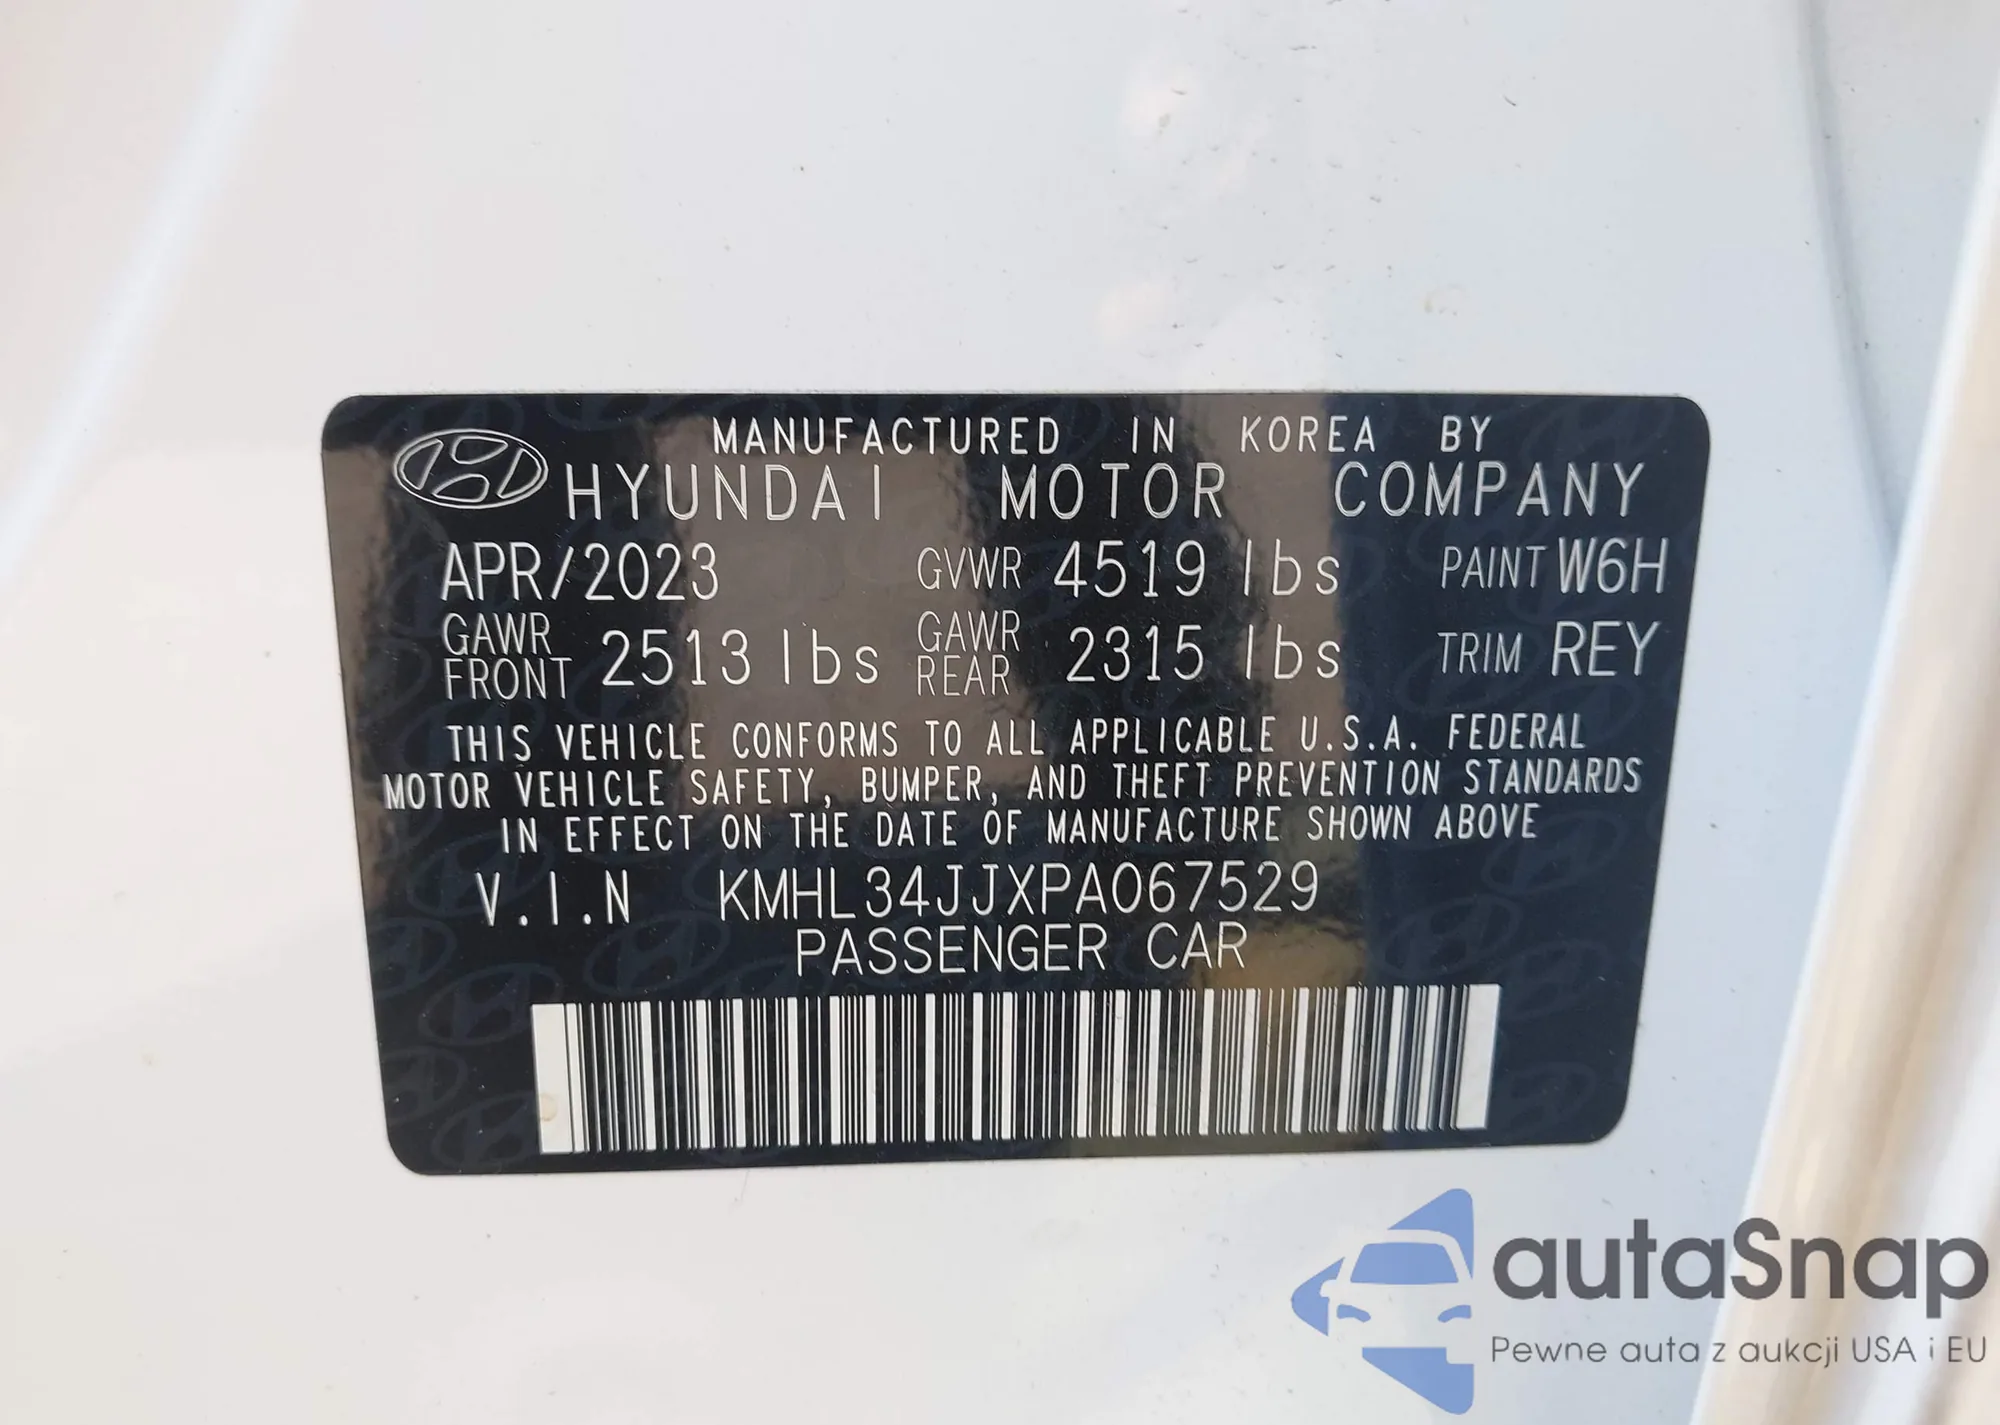 MANUFACTURED IN KOREA BY
HYUNDAI MOTOR COMPANY
APR/2023 GVWR 4519 lbs PAINT W6H
GAWR FRONT 2513 lbs GAWR REAR 2315 lbs TRIM REY
THIS VEHICLE CONFORMS TO ALL APPLICABLE U.S.A. FEDERAL
MOTOR VEHICLE SAFETY, BUMPER, AND THEFT PREVENTION STANDARDS
IN EFFECT ON THE DATE OF MANUFACTURE SHOWN ABOVE
V.I.N KMHL34JJXPA067529
PASSENGER CAR
autaSnap
Pewne auta z aukcji USA i EU